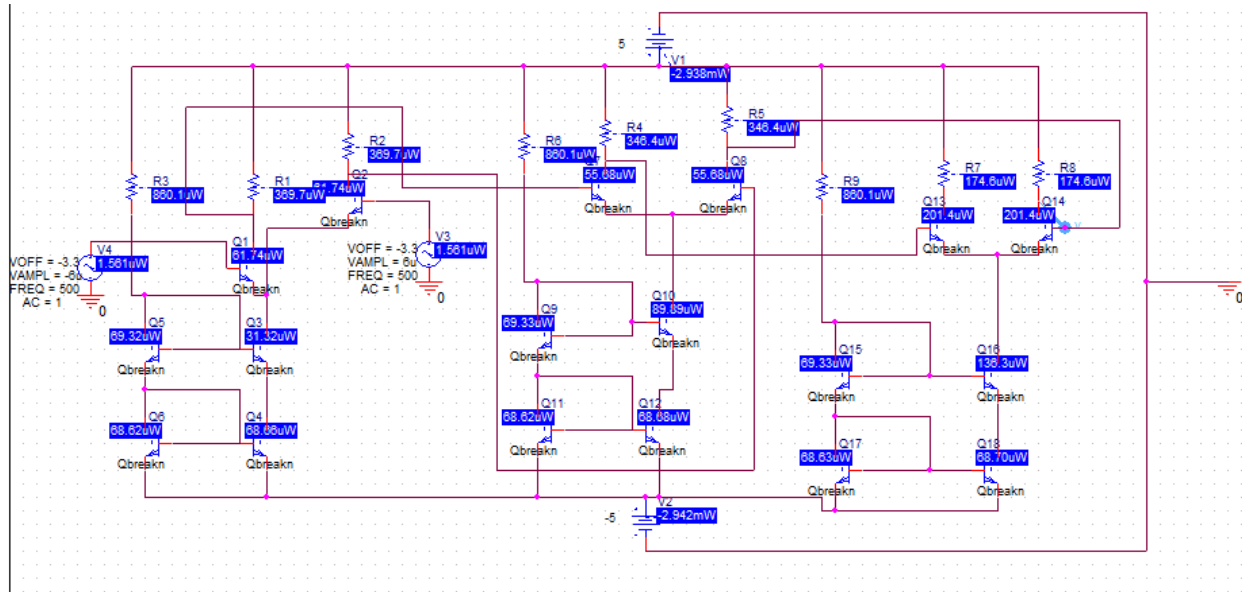 5
V1
-2.938mW
R3
860.1uW
R1
369.7uW
R2
369.7uW
Q2
Qbreakn
R6
860.1uW
R4
346.4uW
R5
346.4uW
Q8
55.68uW
Qbreakn
Qbreakn
R9
860.1uW
R7
174.6uW
R8
174.6uW
Q13
201.4uW
Qbreakn
Q14
201.4uW
Qbreakn
V4
1.561uW
VOFF = -3.3
VAMPL = -6u
FREQ = 500
AC = 1
0
Q1
61.74uW
Qbreakn
V3
1.561uW
VOFF = -3.3
VAMPL = 6u
FREQ = 500
AC = 1
0
0
Q5
69.32uW
Qbreakn
Q3
31.32uW
Qbreakn
Q9
69.33uW
Qbreakn
Q10
89.89uW
Qbreakn
Q15
69.33uW
Qbreakn
Q16
136.3uW
Qbreakn
Q6
68.62uW
Qbreakn
Q4
68.66uW
Qbreakn
Q11
68.62uW
Qbreakn
Q12
68.68uW
Qbreakn
Q17
68.63uW
Qbreakn
Q18
68.70uW
Qbreakn
-5
V2
-2.942mW